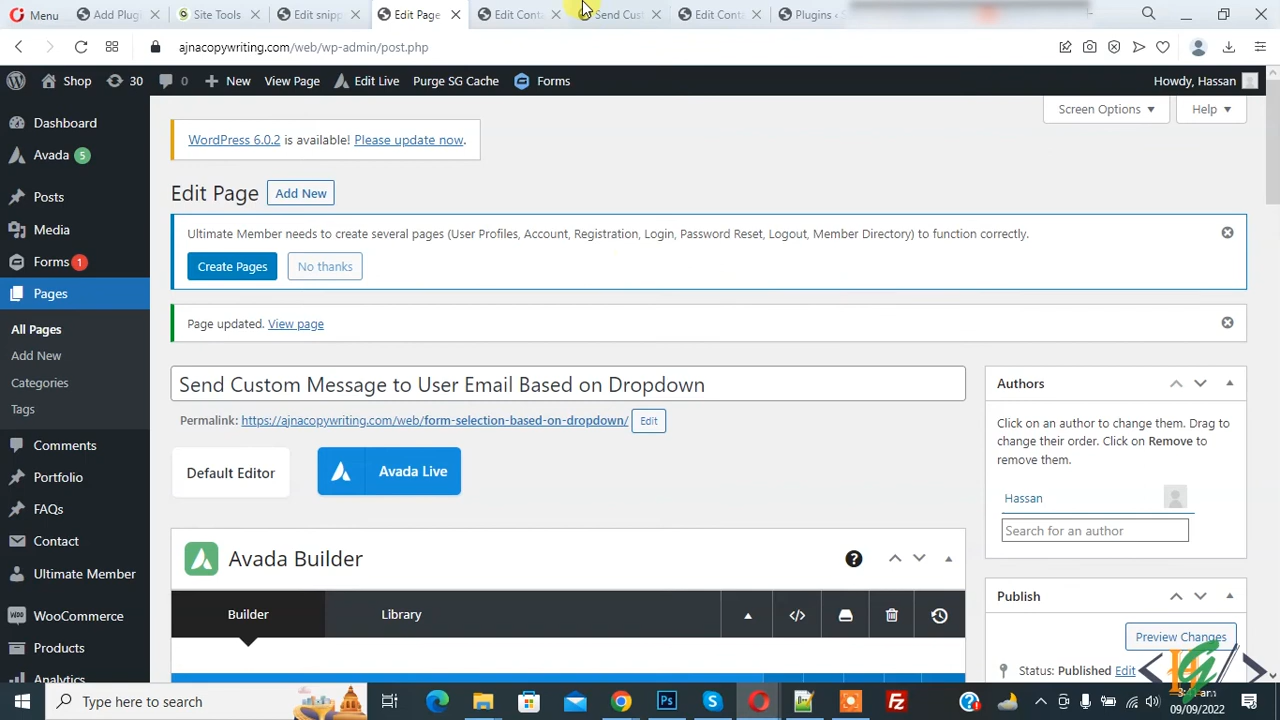 Menu
Add Plug
Site Tools
Edit snipp
Edit Page
Edit Conta
Send Cust
Edit Conta
Plugins
ajnacopywriting.com/web/wp-admin/post.php
Shop
30
0
New
View Page
Edit Live
Purge SG Cache
Forms
Howdy, Hassan
Screen Options
Help
Dashboard
Avada 5
Posts
Media
Forms 1
Pages
All Pages
Add New
Categories
Tags
Comments
Portfolio
FAQs
Contact
Ultimate Member
WooCommerce
Products
Analytics
WordPress 6.0.2 is available! Please update now.
Edit Page
Add New
Ultimate Member needs to create several pages (User Profiles, Account, Registration, Login, Password Reset, Logout, Member Directory) to function correctly.
Create Pages
No thanks
Page updated. View page
Send Custom Message to User Email Based on Dropdown
Permalink: https://ajnacopywriting.com/web/form-selection-based-on-dropdown/
Edit
Default Editor
Avada Live
Avada Builder
Builder
Library
Authors
Click on an author to change them. Drag to
change their order. Click on Remove to
remove them.
Hassan
Search for an author
Publish
Preview Changes
Status: Published Edit
Type here to search
09/09/2022